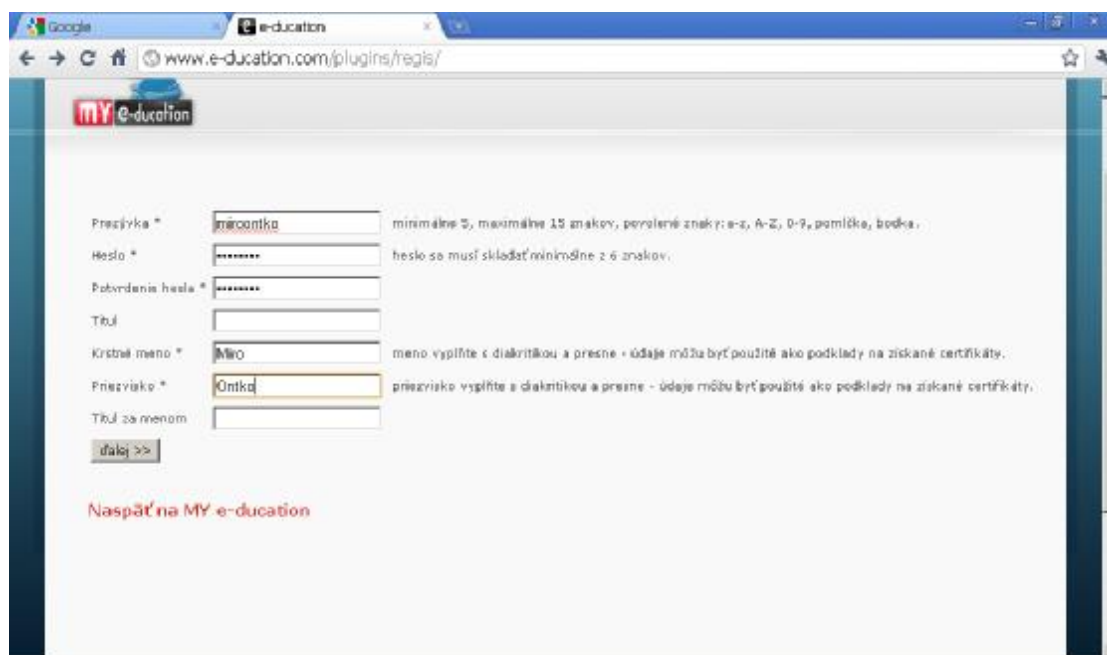 Google
e-ducation
www.e-ducation.com/plugins/regis/
MY e-ducation
Prezývka * miroontko minimálne 5, maximálne 15 znakov, povolené znaky: a-z, A-Z, 0-9, pomlčka, bodka.
Heslo * •••••••• heslo sa musí skladať minimálne z 6 znakov.
Potvrdenie hesla * ••••••••
Titul
Krstné meno * Miro meno vyplňte s diakritikou a presne - údaje môžu byť použité ako podklady na získané certifikáty.
Priezvisko * Ontko priezvisko vyplňte s diakritikou a presne - údaje môžu byť použité ako podklady na získané certifikáty.
Titul za menom
ďalej >>
Naspäť na MY e-ducation